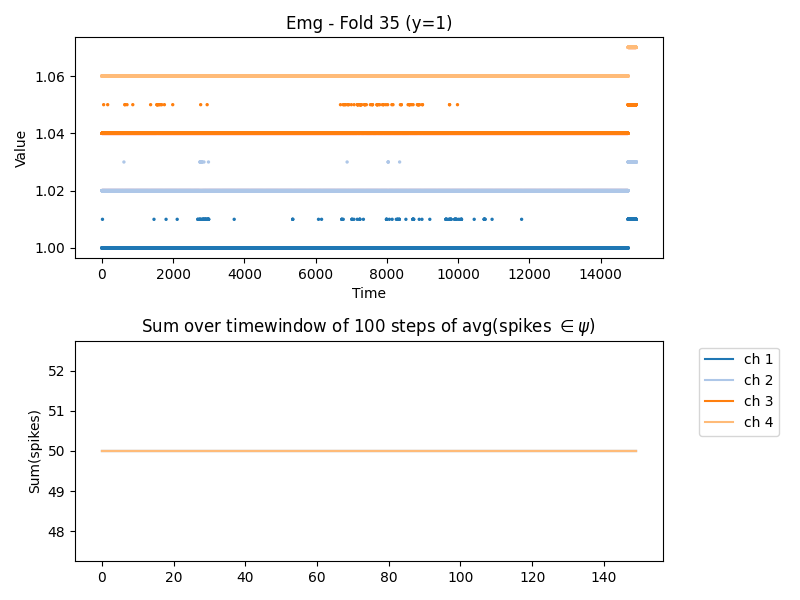 Emg - Fold 35 (y=1)
Value
1.06
1.04
1.02
1.00
0 2000 4000 6000 8000 10000 12000 14000
Time
Sum over timewindow of 100 steps of avg(spikes ∈ ψ)
Sum(spikes)
52
51
50
49
48
0 20 40 60 80 100 120 140
ch 1
ch 2
ch 3
ch 4